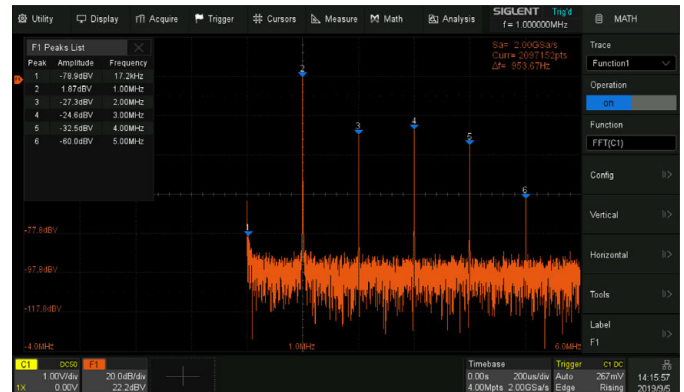 Utility Display Acquire Trigger Cursors Measure Math Analysis SIGLENT Trig'd MATH
f = 1.000000MHz
F1 Peaks List
Peak Amplitude Frequency
1 -78.9dBV 17.2kHz
2 1.87dBV 1.00MHz
3 -27.3dBV 2.00MHz
4 -24.6dBV 3.00MHz
5 -32.5dBV 4.00MHz
6 -60.0dBV 5.00MHz
Sa= 2.00GSa/s
Curr= 2097152pts
Δf= 953.67Hz
2
3
4
5
6
1
-77.8dBV
-97.8dBV
-117.8dBV
-4.0MHz 1.0MHz 6.0MHz
Trace
Function1
Operation
on
Function
FFT(C1)
Config
Vertical
Horizontal
Tools
Label
F1
C1 DC50
1.00V/div
1X 0.00V
F1
20.0dB/div
22.2dBV
Timebase
0.00s 200us/div
4.00Mpts 2.00GSa/s
Trigger C1 DC
Auto 267mV
Edge Rising
14:15:57
2019/9/5